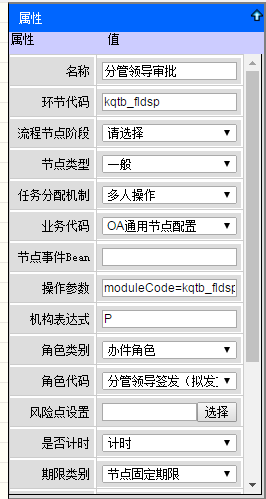 属性
属性 值
名称 分管领导审批
环节代码 kqtb_fldsp
流程节点阶段 请选择
节点类型 一般
任务分配机制 多人操作
业务代码 OA通用节点配置
节点事件Bean
操作参数 moduleCode=kqtb_fldsp
机构表达式 P
角色类别 办件角色
角色代码 分管领导签发（拟发文
风险点设置 选择
是否计时 计时
期限类别 节点固定期限